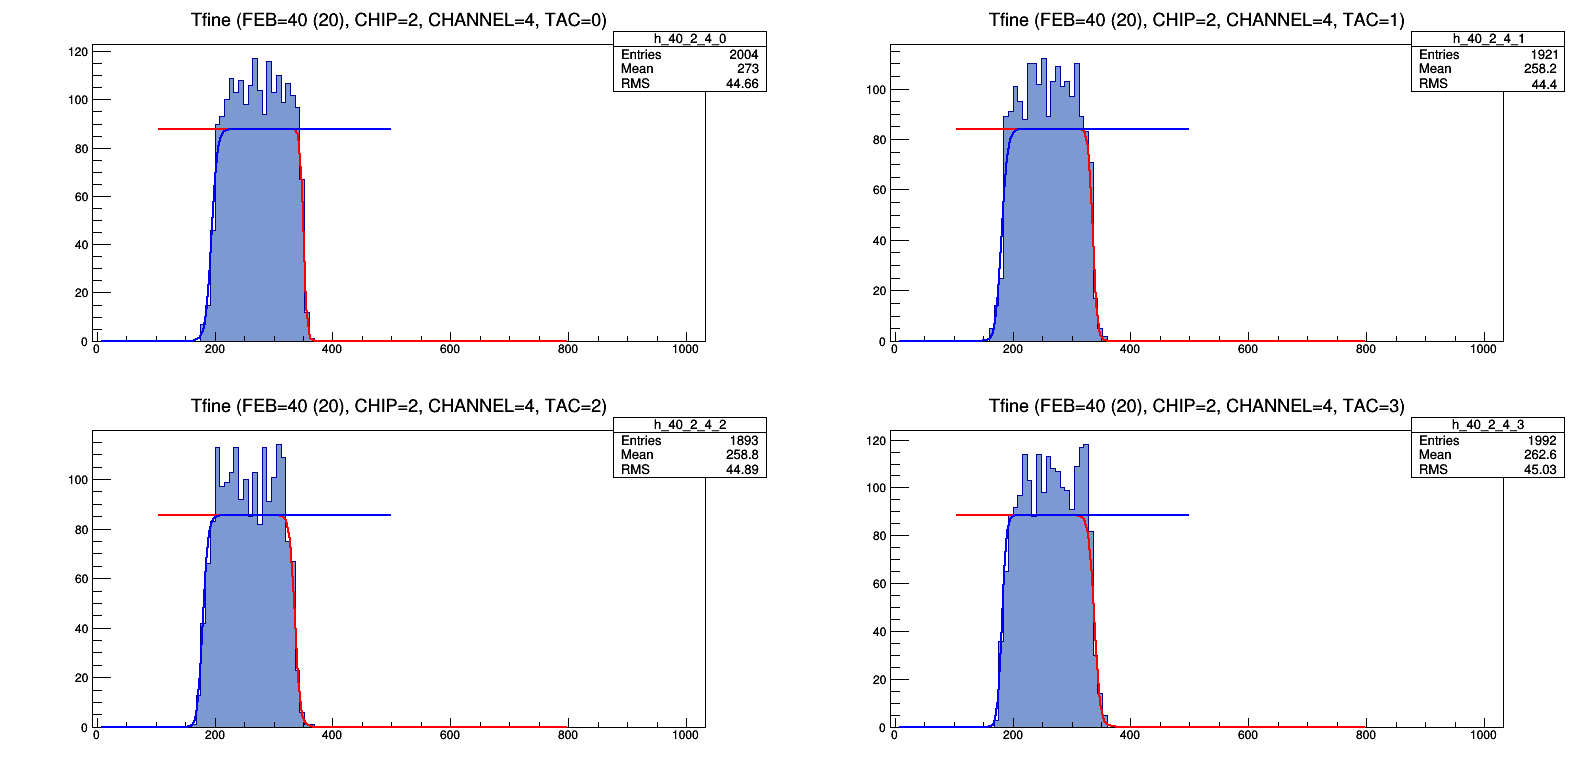 Tfine (FEB=40 (20), CHIP=2, CHANNEL=4, TAC=0)
h_40_2_4_0
Entries 2004
Mean 273
RMS 44.66
120
100
80
60
40
20
0
0 200 400 600 800 1000
Tfine (FEB=40 (20), CHIP=2, CHANNEL=4, TAC=1)
h_40_2_4_1
Entries 1921
Mean 258.2
RMS 44.4
100
80
60
40
20
0
0 200 400 600 800 1000
Tfine (FEB=40 (20), CHIP=2, CHANNEL=4, TAC=2)
h_40_2_4_2
Entries 1893
Mean 258.8
RMS 44.89
100
80
60
40
20
0
0 200 400 600 800 1000
Tfine (FEB=40 (20), CHIP=2, CHANNEL=4, TAC=3)
h_40_2_4_3
Entries 1992
Mean 262.6
RMS 45.03
120
100
80
60
40
20
0
0 200 400 600 800 1000